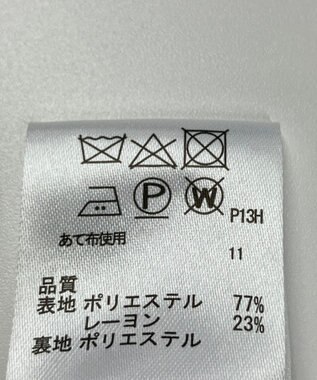 P
W
P13H
あて布使用
11
品質
表地 ポリエステル 77%
レーヨン 23%
裏地 ポリエステル